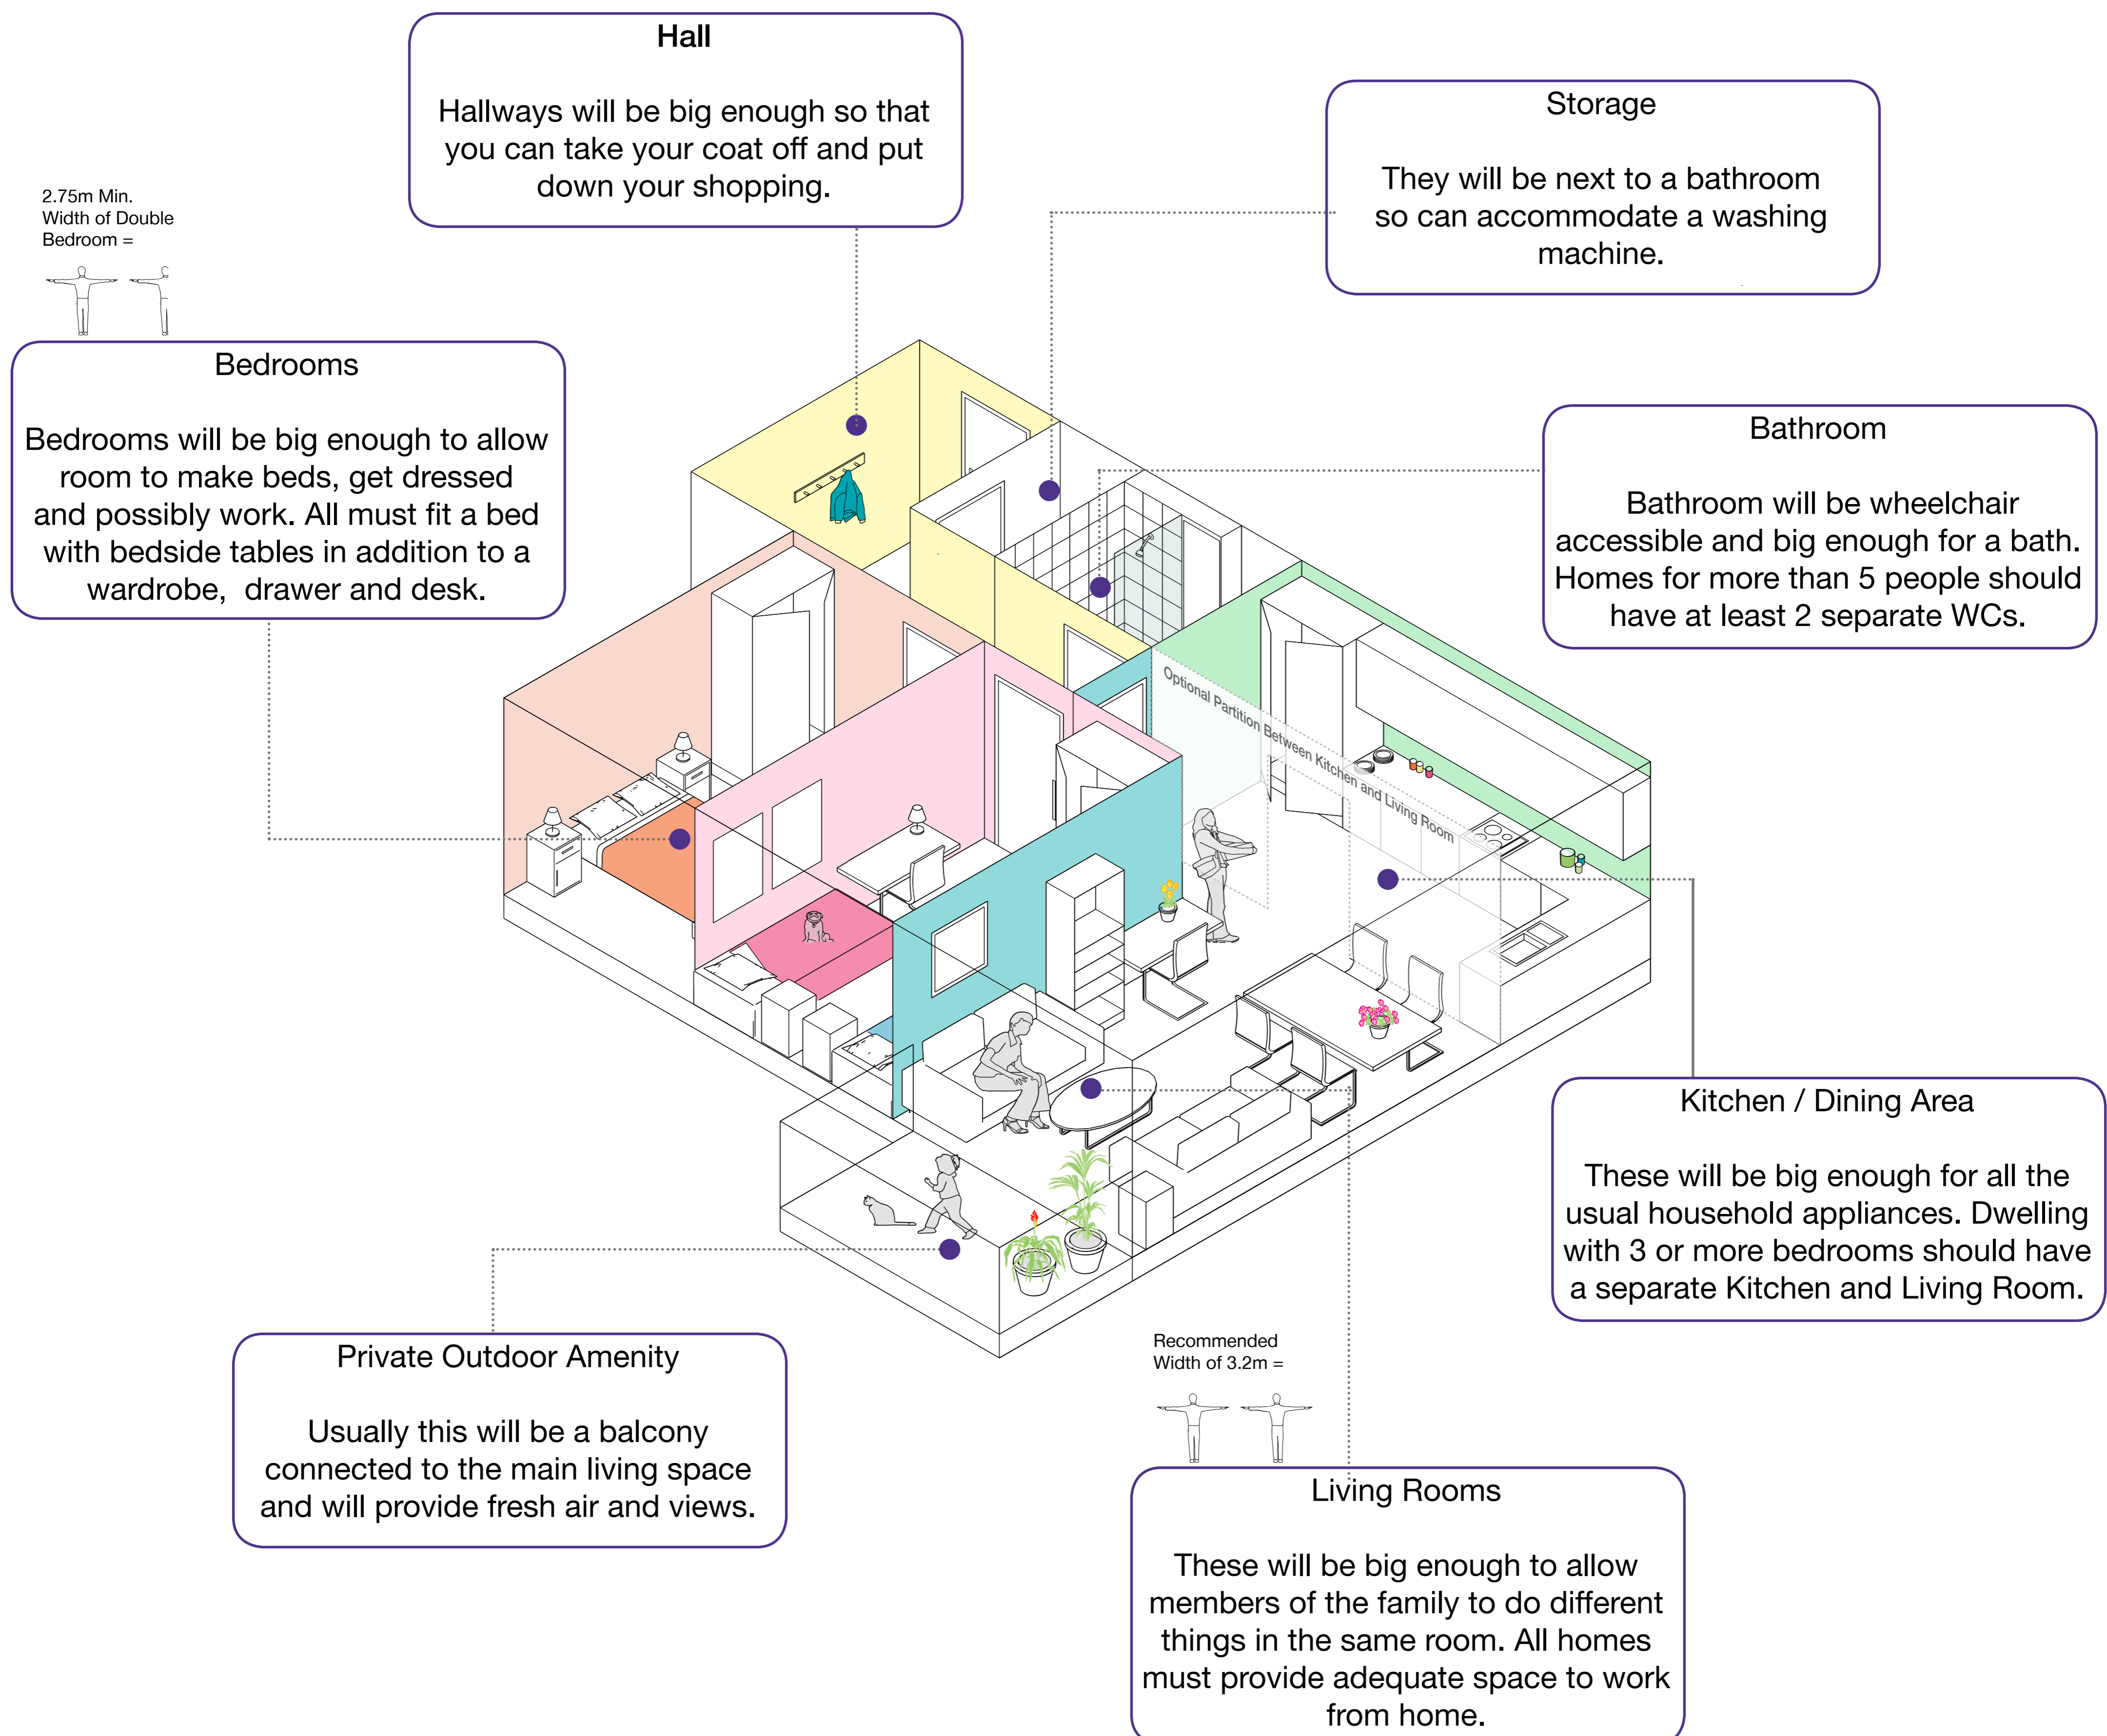 Hall
Hallways will be big enough so that
you can take your coat off and put
down your shopping.
Storage
They will be next to a bathroom
so can accommodate a washing
machine.
2.75m Min.
Width of Double
Bedroom =
Bedrooms
Bedrooms will be big enough to allow
room to make beds, get dressed
and possibly work. All must fit a bed
with bedside tables in addition to a
wardrobe,  drawer and desk.
Bathroom
Bathroom will be wheelchair
accessible and big enough for a bath.
Homes for more than 5 people should
have at least 2 separate WCs.
Optional Partition Between Kitchen and Living Room
Kitchen / Dining Area
These will be big enough for all the
usual household appliances. Dwelling
with 3 or more bedrooms should have
a separate Kitchen and Living Room.
Private Outdoor Amenity
Usually this will be a balcony
connected to the main living space
and will provide fresh air and views.
Recommended
Width of 3.2m =
Living Rooms
These will be big enough to allow
members of the family to do different
things in the same room. All homes
must provide adequate space to work
from home.